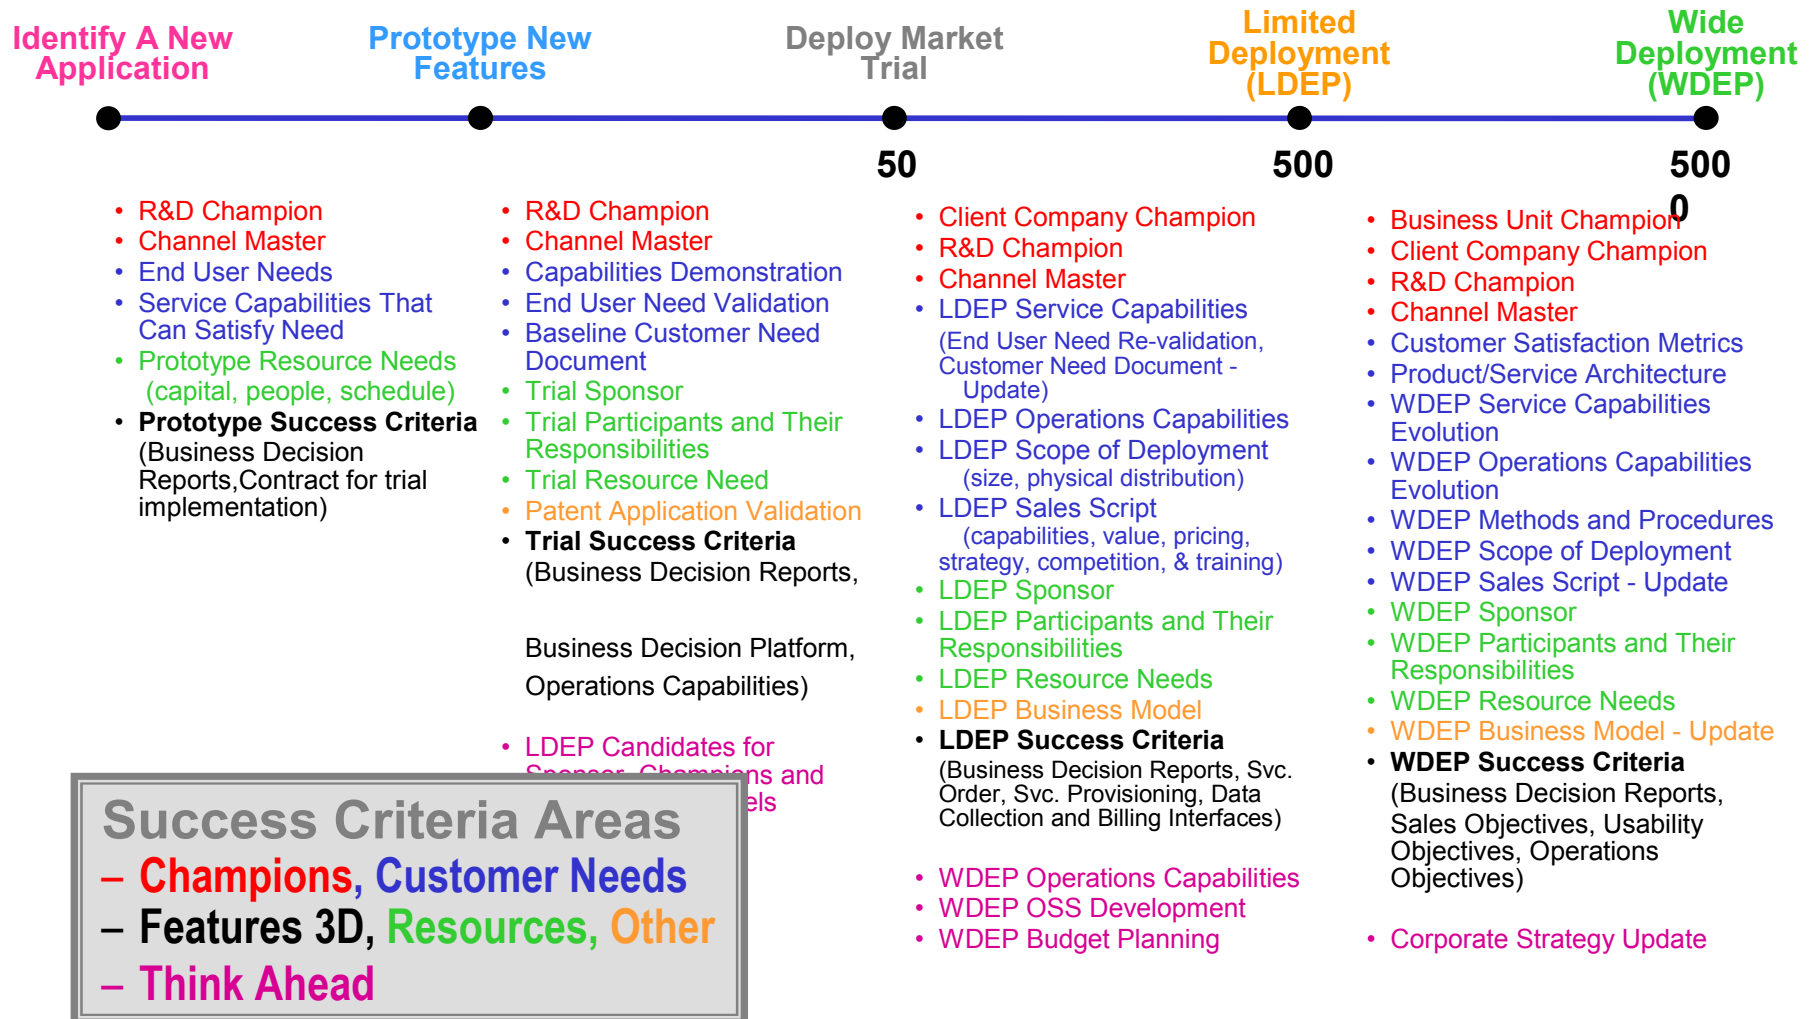 Identify A New
Application
Prototype New
Features
Deploy Market
Trial
Limited
Deployment
(LDEP)
Wide
Deployment
(WDEP)
50
500
500
0
• R&D Champion
• Channel Master
• End User Needs
• Service Capabilities That
Can Satisfy Need
• Prototype Resource Needs
(capital, people, schedule)
• Prototype Success Criteria
(Business Decision
Reports,Contract for trial
implementation)
• R&D Champion
• Channel Master
• Capabilities Demonstration
• End User Need Validation
• Baseline Customer Need
Document
• Trial Sponsor
• Trial Participants and Their
Responsibilities
• Trial Resource Need
• Patent Application Validation
• Trial Success Criteria
(Business Decision Reports,
Business Decision Platform,
Operations Capabilities)
• LDEP Candidates for
Sponsor, Champions and
els
• Client Company Champion
• R&D Champion
• Channel Master
• LDEP Service Capabilities
(End User Need Re-validation,
Customer Need Document -
Update)
• LDEP Operations Capabilities
• LDEP Scope of Deployment
(size, physical distribution)
• LDEP Sales Script
(capabilities, value, pricing,
strategy, competition, & training)
• LDEP Sponsor
• LDEP Participants and Their
Responsibilities
• LDEP Resource Needs
• LDEP Business Model
• LDEP Success Criteria
(Business Decision Reports, Svc.
Order, Svc. Provisioning, Data
Collection and Billing Interfaces)
• WDEP Operations Capabilities
• WDEP OSS Development
• WDEP Budget Planning
• Business Unit Champion
• Client Company Champion
• R&D Champion
• Channel Master
• Customer Satisfaction Metrics
• Product/Service Architecture
• WDEP Service Capabilities
Evolution
• WDEP Operations Capabilities
Evolution
• WDEP Methods and Procedures
• WDEP Scope of Deployment
• WDEP Sales Script - Update
• WDEP Sponsor
• WDEP Participants and Their
Responsibilities
• WDEP Resource Needs
• WDEP Business Model - Update
• WDEP Success Criteria
(Business Decision Reports,
Sales Objectives, Usability
Objectives, Operations
Objectives)
• Corporate Strategy Update
Success Criteria Areas
– Champions, Customer Needs
– Features 3D, Resources, Other
– Think Ahead